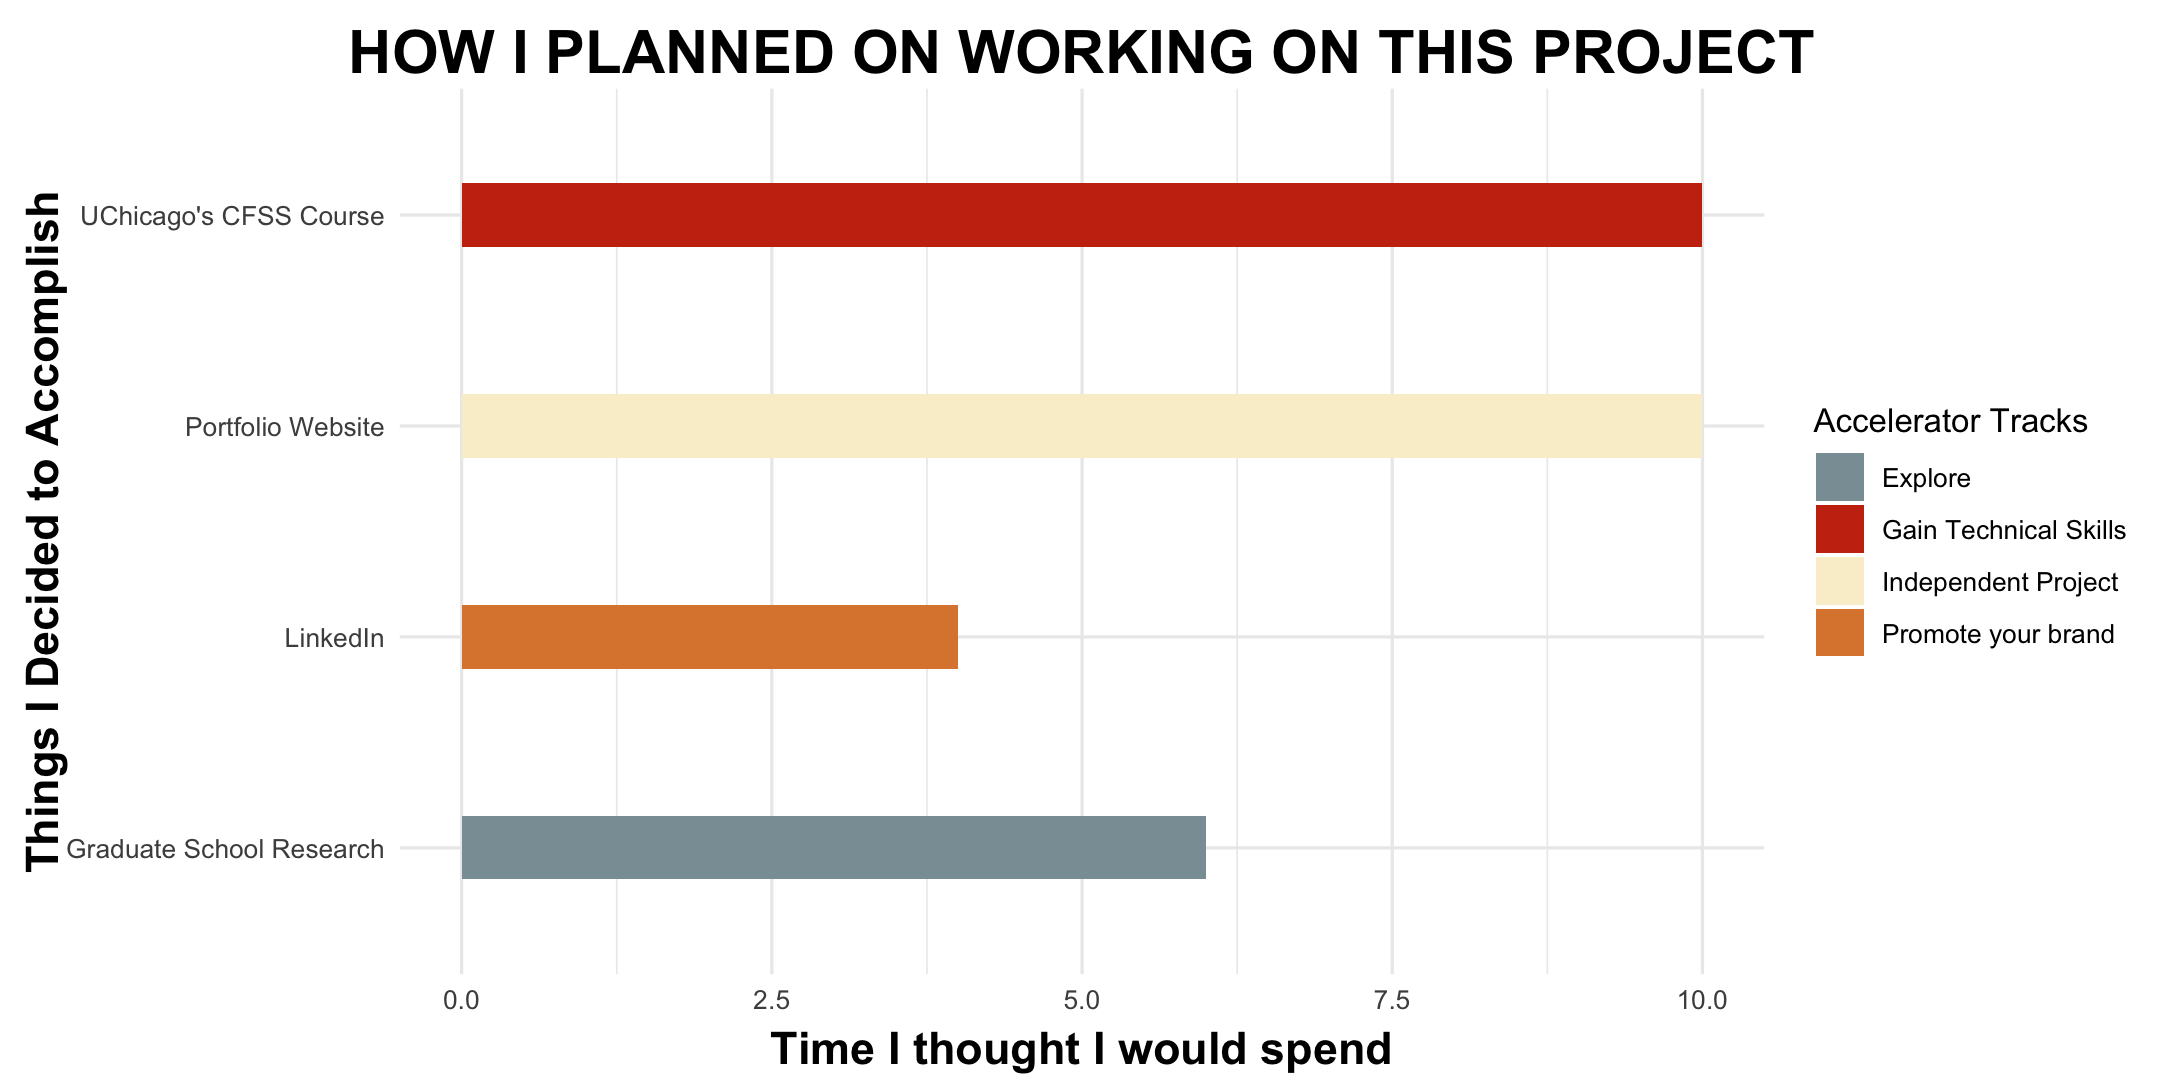 HOW I PLANNED ON WORKING ON THIS PROJECT
Things I Decided to Accomplish
UChicago's CFSS Course
Portfolio Website
LinkedIn
Graduate School Research
0.0
2.5
5.0
7.5
10.0
Time I thought I would spend
Accelerator Tracks
Explore
Gain Technical Skills
Independent Project
Promote your brand